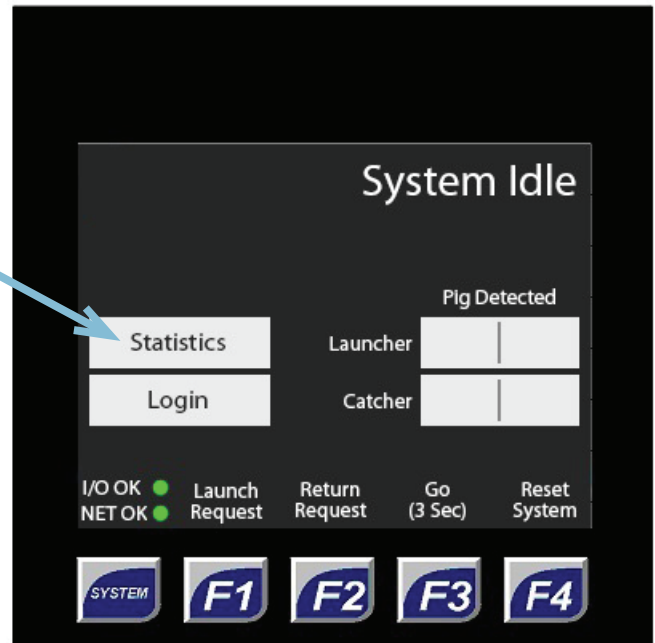 System Idle
Pig Detected
Statistics
Launcher
Login
Catcher
I/O OK
NET OK
Launch
Request
Return
Request
Go
(3 Sec)
Reset
System
SYSTEM
F1
F2
F3
F4